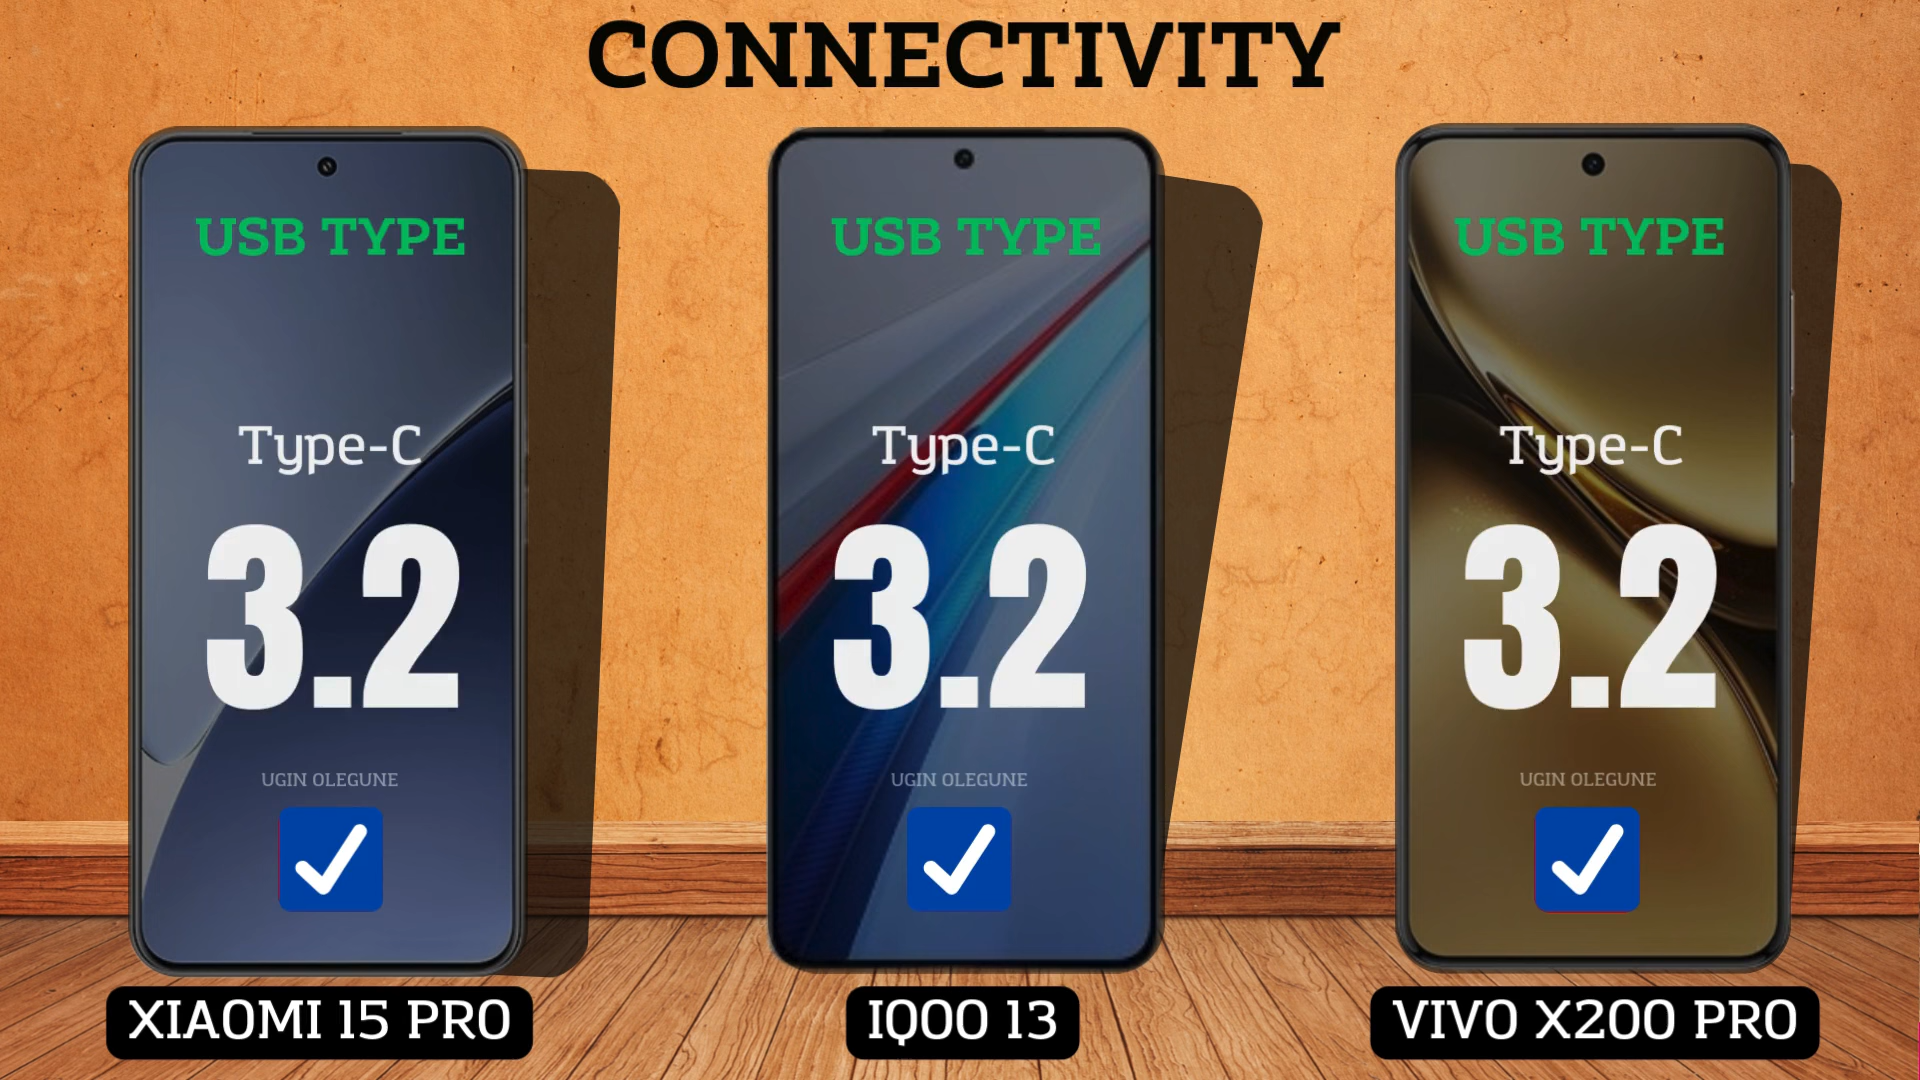 CONNECTIVITY
USB TYPE
Type-C
3.2
UGIN OLEGUNE
XIAOMI 15 PRO
USB TYPE
Type-C
3.2
UGIN OLEGUNE
IQOO 13
USB TYPE
Type-C
3.2
UGIN OLEGUNE
VIVO X200 PRO